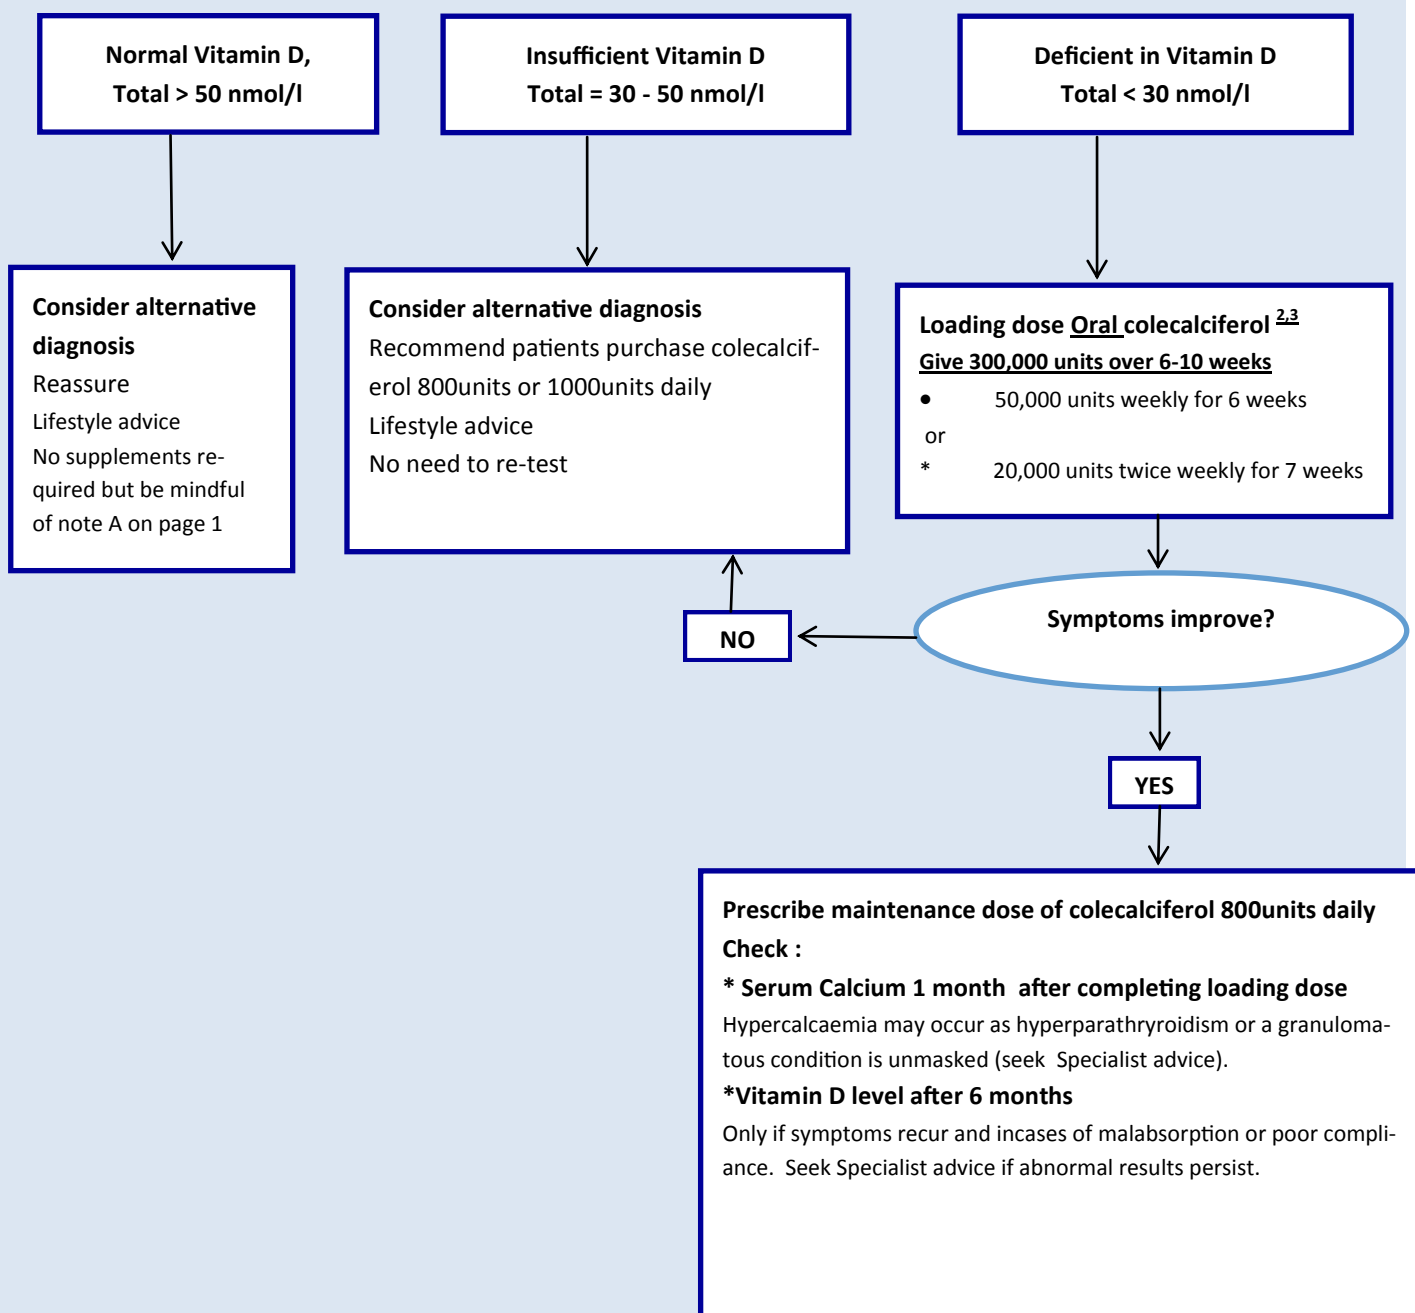 Normal Vitamin D,
Total > 50 nmol/l
Insufficient Vitamin D
Total = 30 - 50 nmol/l
Deficient in Vitamin D
Total < 30 nmol/l
Consider alternative
diagnosis
Reassure
Lifestyle advice
No supplements re-
quired but be mindful
of note A on page 1
Consider alternative diagnosis
Recommend patients purchase colecalcif-
erol 800units or 1000units daily
Lifestyle advice
No need to re-test
Loading dose Oral colecalciferol 2,3
Give 300,000 units over 6-10 weeks
• 50,000 units weekly for 6 weeks
or
* 20,000 units twice weekly for 7 weeks
Symptoms improve?
NO
YES
Prescribe maintenance dose of colecalciferol 800units daily
Check :
* Serum Calcium 1 month after completing loading dose
Hypercalcaemia may occur as hyperparathryroidism or a granuloma-
tous condition is unmasked (seek Specialist advice).
*Vitamin D level after 6 months
Only if symptoms recur and incases of malabsorption or poor compli-
ance. Seek Specialist advice if abnormal results persist.